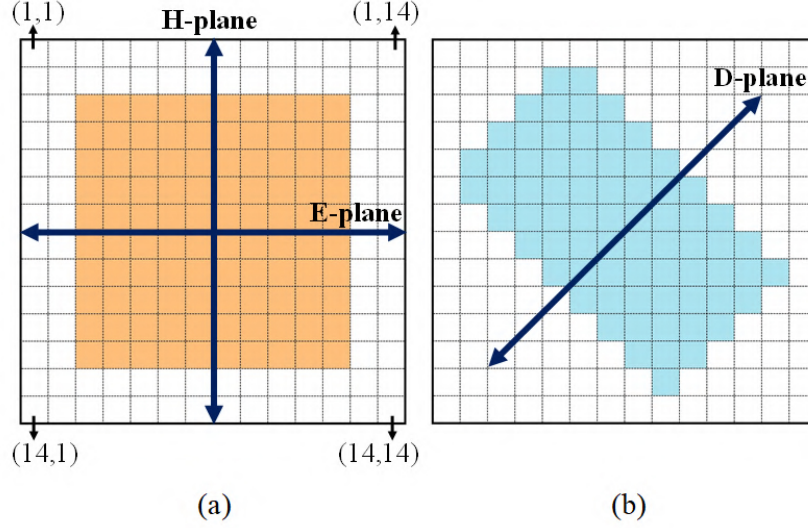 (1,1)
(1,14)
H-plane
D-plane
E-plane
(14,1)
(14,14)
(a)
(b)